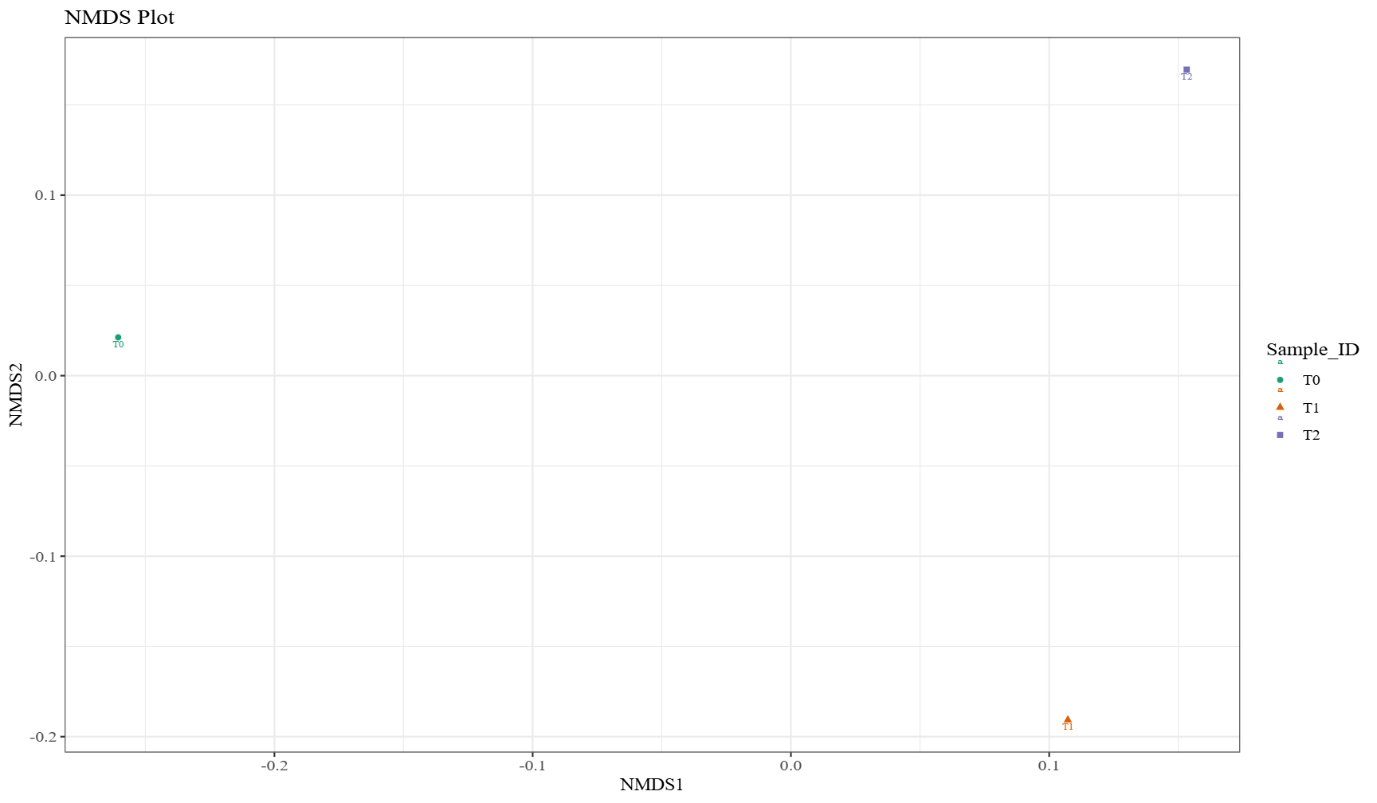 NMDS Plot
T2
0.1
T0
0.0
NMDS2
-0.1
T1
-0.2
-0.2
-0.1
0.0
0.1
NMDS1
Sample_ID
a
T0
a
T1
a
T2